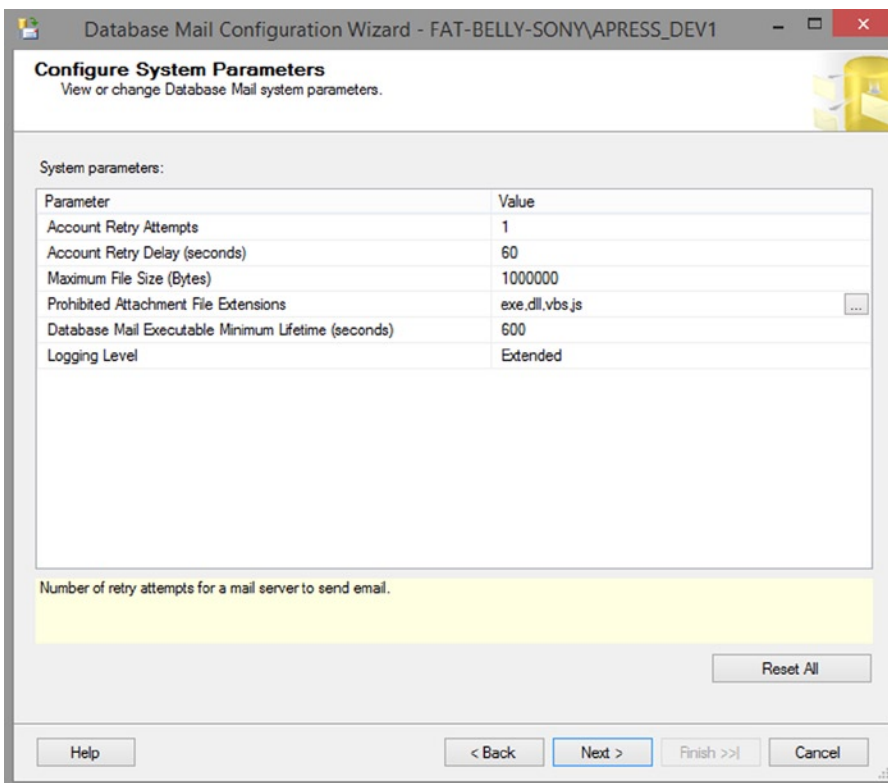 Database Mail Configuration Wizard - FAT-BELLY-SONY\APRESS_DEV1
Configure System Parameters
View or change Database Mail system parameters.
System parameters:
Parameter Value
Account Retry Attempts 1
Account Retry Delay (seconds) 60
Maximum File Size (Bytes) 1000000
Prohibited Attachment File Extensions exe,dll,vbs,js ...
Database Mail Executable Minimum Lifetime (seconds) 600
Logging Level Extended
Number of retry attempts for a mail server to send email.
Reset All
Help < Back Next > Finish >>| Cancel